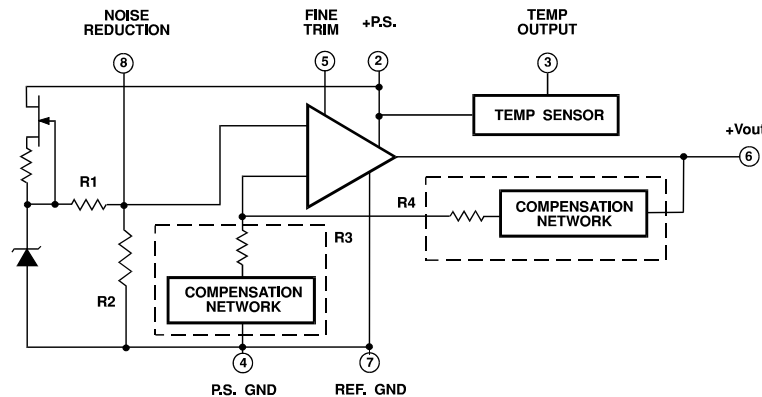 NOISE
REDUCTION
8
FINE
TRIM
5
+P.S.
2
TEMP
OUTPUT
3
TEMP SENSOR
+Vout
6
R1
R2
R3
R4
COMPENSATION
NETWORK
COMPENSATION
NETWORK
4
P.S. GND
7
REF. GND